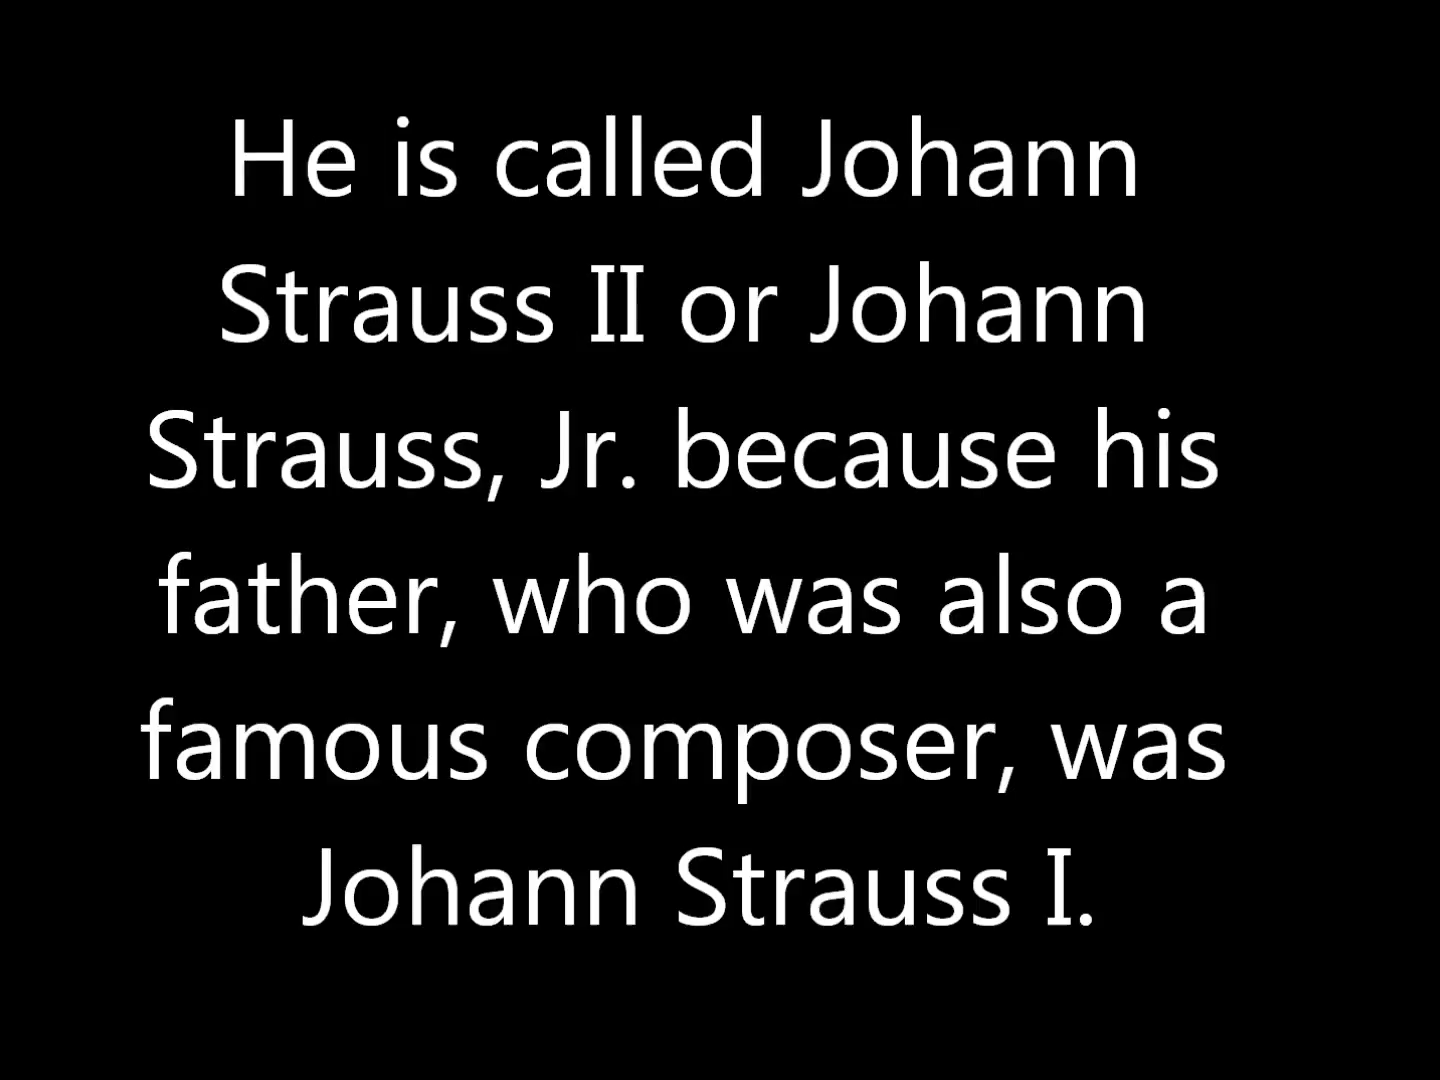 He is called Johann
Strauss II or Johann
Strauss, Jr. because his
father, who was also a
famous composer, was
Johann Strauss I.